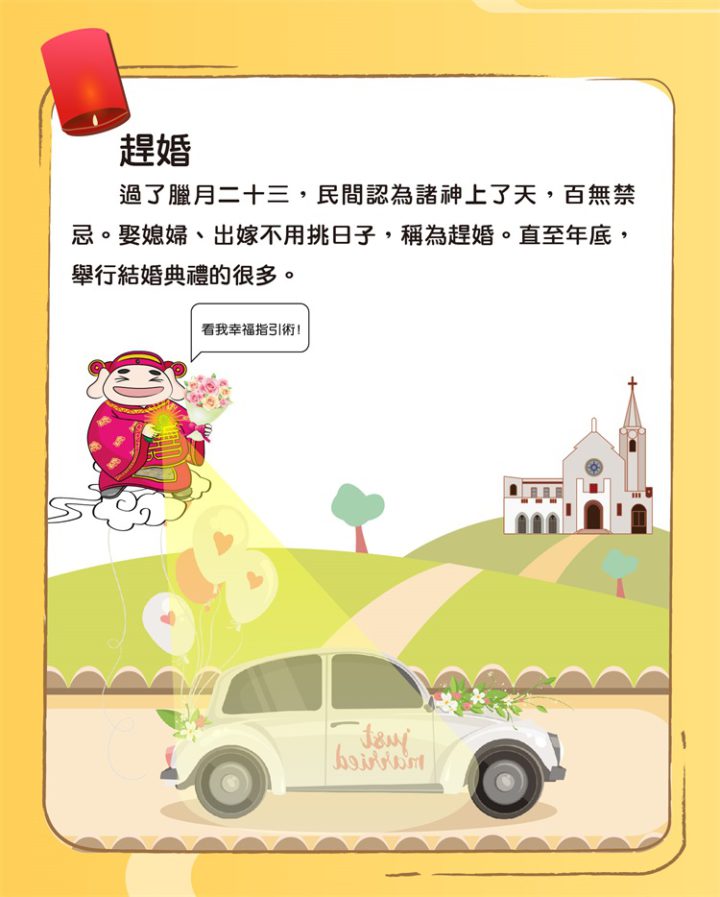 趕婚
過了臘月二十三，民間認為諸神上了天，百無禁
忌。娶媳婦、出嫁不用挑日子，稱為趕婚。直至年底，
舉行結婚典禮的很多。
看我幸福指引術!
囍
just
married